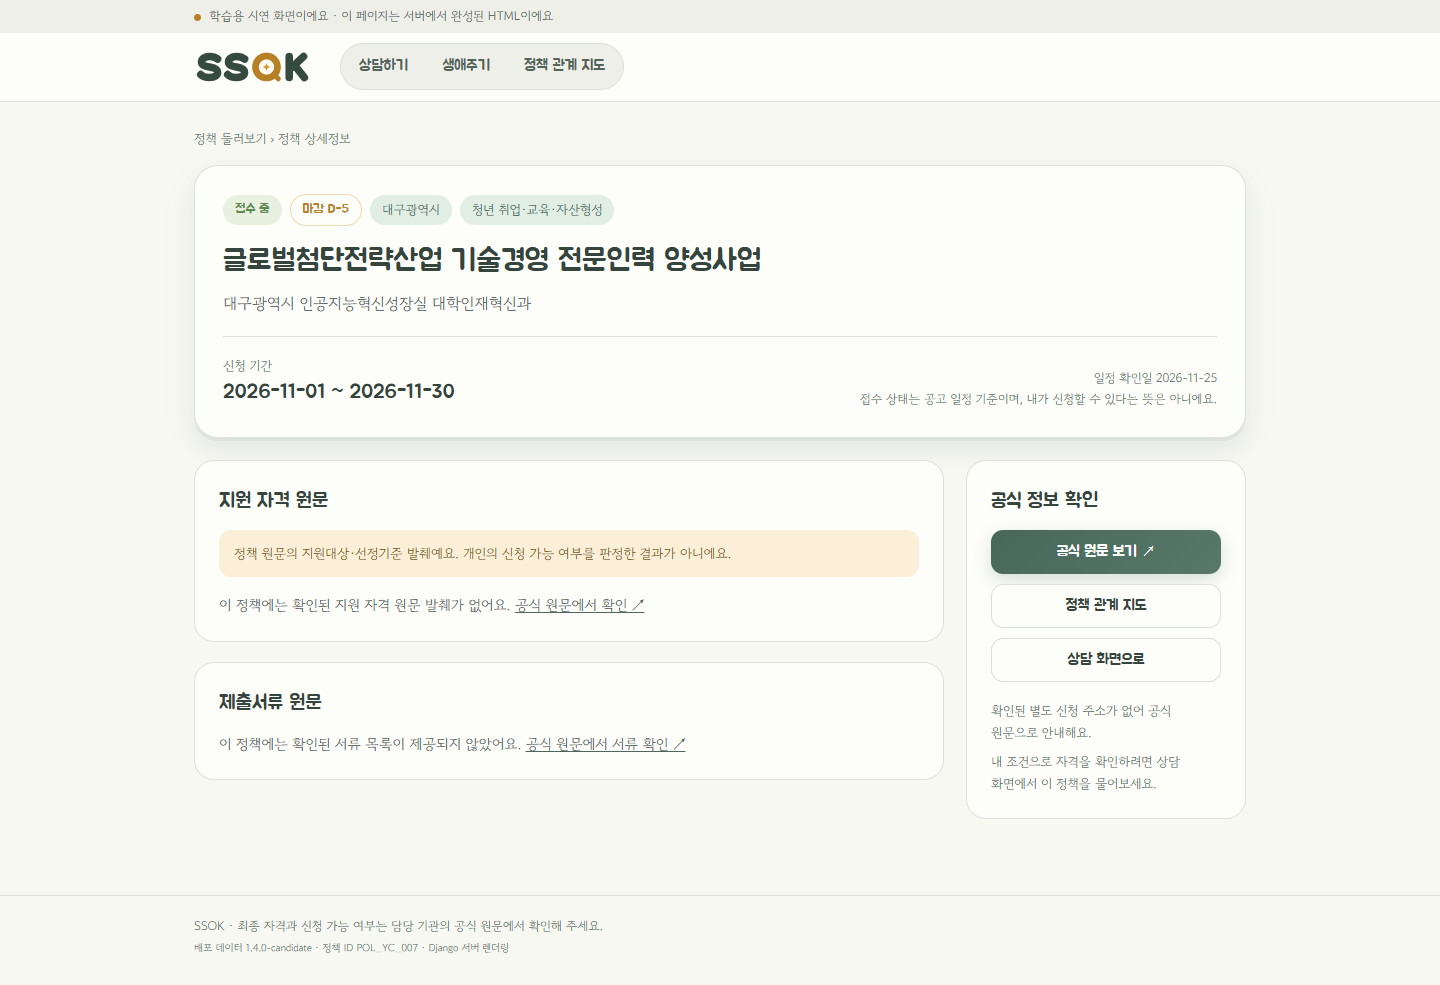 학습용 시연 화면이에요 · 이 페이지는 서버에서 완성된 HTML이에요
SSOK
상담하기 생애주기 정책 관계 지도
정책 둘러보기 › 정책 상세정보
접수 중 마감 D-5 대구광역시 청년 취업·교육·자산형성
글로벌첨단전략산업 기술경영 전문인력 양성사업
대구광역시 인공지능혁신성장실 대학인재혁신과
신청 기간
2026-11-01 ~ 2026-11-30
일정 확인일 2026-11-25
접수 상태는 공고 일정 기준이며, 내가 신청할 수 있다는 뜻은 아니에요.
지원 자격 원문
정책 원문의 지원대상·선정기준 발췌예요. 개인의 신청 가능 여부를 판정한 결과가 아니에요.
이 정책에는 확인된 지원 자격 원문 발췌가 없어요. 공식 원문에서 확인 ↗
제출서류 원문
이 정책에는 확인된 서류 목록이 제공되지 않았어요. 공식 원문에서 서류 확인 ↗
공식 정보 확인
공식 원문 보기 ↗
정책 관계 지도
상담 화면으로
확인된 별도 신청 주소가 없어 공식
원문으로 안내해요.
내 조건으로 자격을 확인하려면 상담
화면에서 이 정책을 물어보세요.
SSOK · 최종 자격과 신청 가능 여부는 담당 기관의 공식 원문에서 확인해 주세요.
배포 데이터 1.4.0-candidate · 정책 ID POL_YC_007 · Django 서버 렌더링